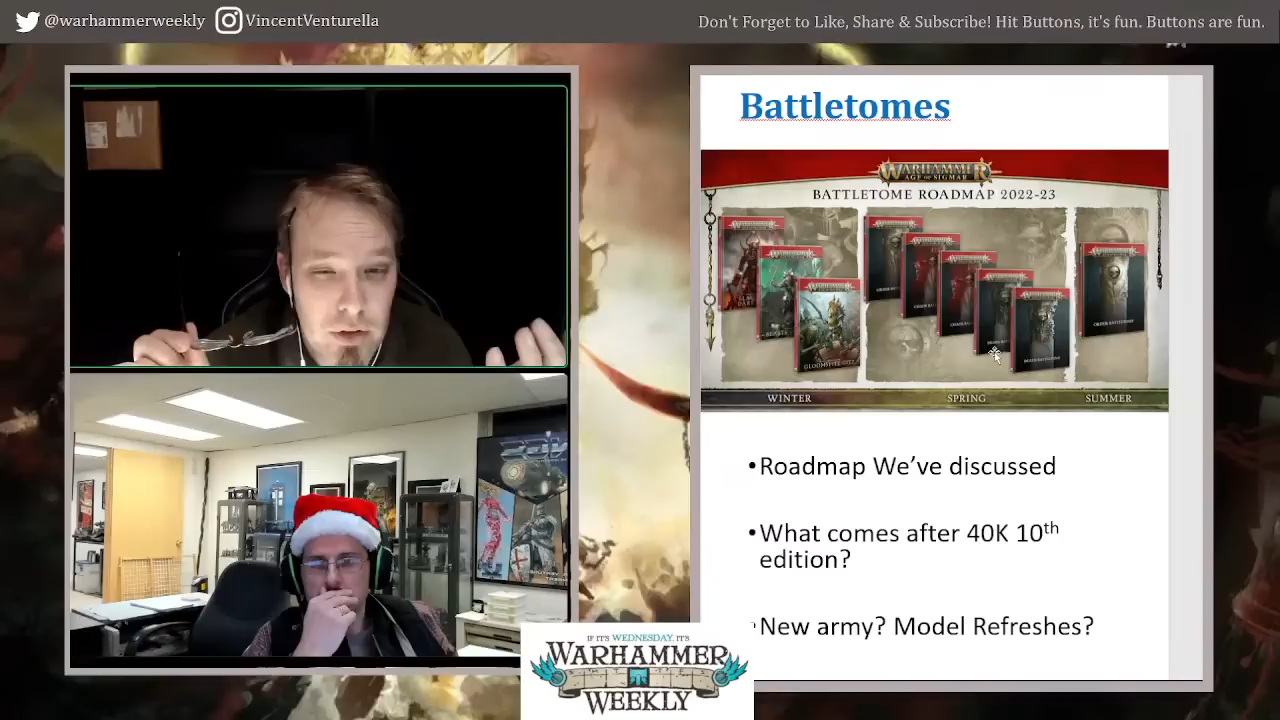 @warhammerweekly VincentVenturella
Don't Forget to Like, Share & Subscribe! Hit Buttons, it's fun. Buttons are fun.
Battletomes
WARHAMMER
AGE OF SIGMAR
BATTLETOME ROADMAP 2022-23
GLOOMSPITE GITZ
WINTER SPRING SUMMER
•Roadmap We've discussed
•What comes after 40K 10th
edition?
New army? Model Refreshes?
IF IT'S WEDNESDAY, IT'S
WARHAMMER
WEEKLY